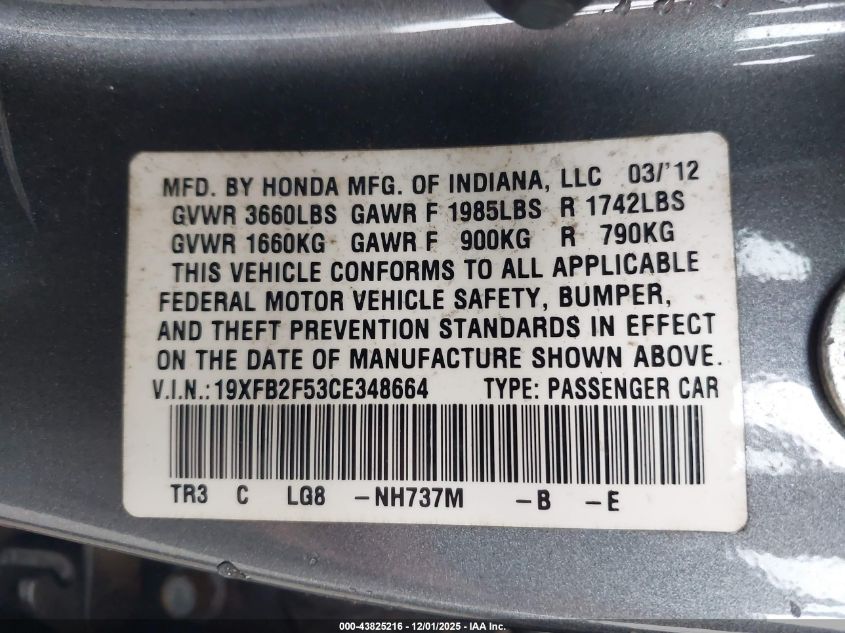 MFD. BY HONDA MFG. OF INDIANA, LLC 03/'12
GVWR 3660LBS GAWR F 1985LBS R 1742LBS
GVWR 1660KG GAWR F 900KG R 790KG
THIS VEHICLE CONFORMS TO ALL APPLICABLE
FEDERAL MOTOR VEHICLE SAFETY, BUMPER,
AND THEFT PREVENTION STANDARDS IN EFFECT
ON THE DATE OF MANUFACTURE SHOWN ABOVE.
V.I.N.: 19XFB2F53CE348664 TYPE: PASSENGER CAR
TR3 C LQ8 -NH737M -B -E
000-43825216 - 12/01/2025 - IAA Inc.